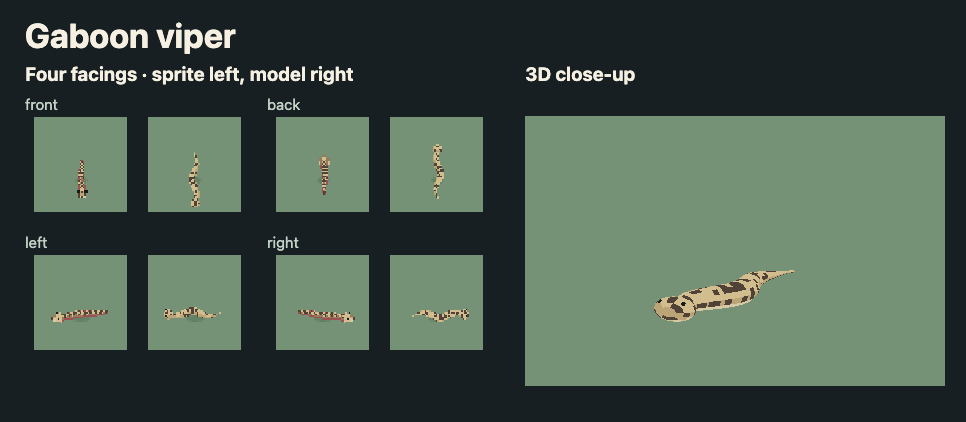 Gaboon viper
Four facings · sprite left, model right
3D close-up
front
back
left
right